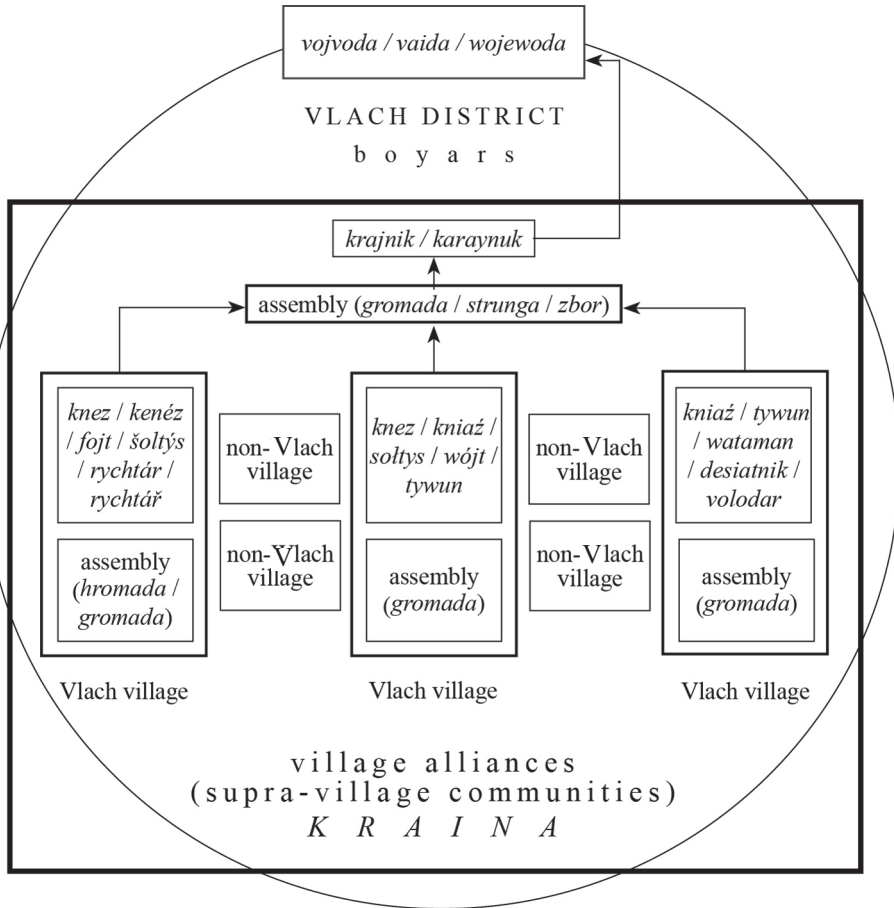 vojvoda / vaida / wojewoda
VLACH DISTRICT
boyars
krajnik / karaynuk
assembly (gromada / strunga / zbor)
knez / kenéz
/ fojt / šoltýs
/ rychtár /
rychtář
assembly
(hromada /
gromada)
Vlach village
non-Vlach
village
non-Vlach
village
knez / kniaź /
sołtys / wójt /
tywun
assembly
(gromada)
Vlach village
non-Vlach
village
non-Vlach
village
kniaź / tywun
/ wataman
/ desiatnik /
volodar
assembly
(gromada)
Vlach village
village alliances
(supra-village communities)
KRAINA